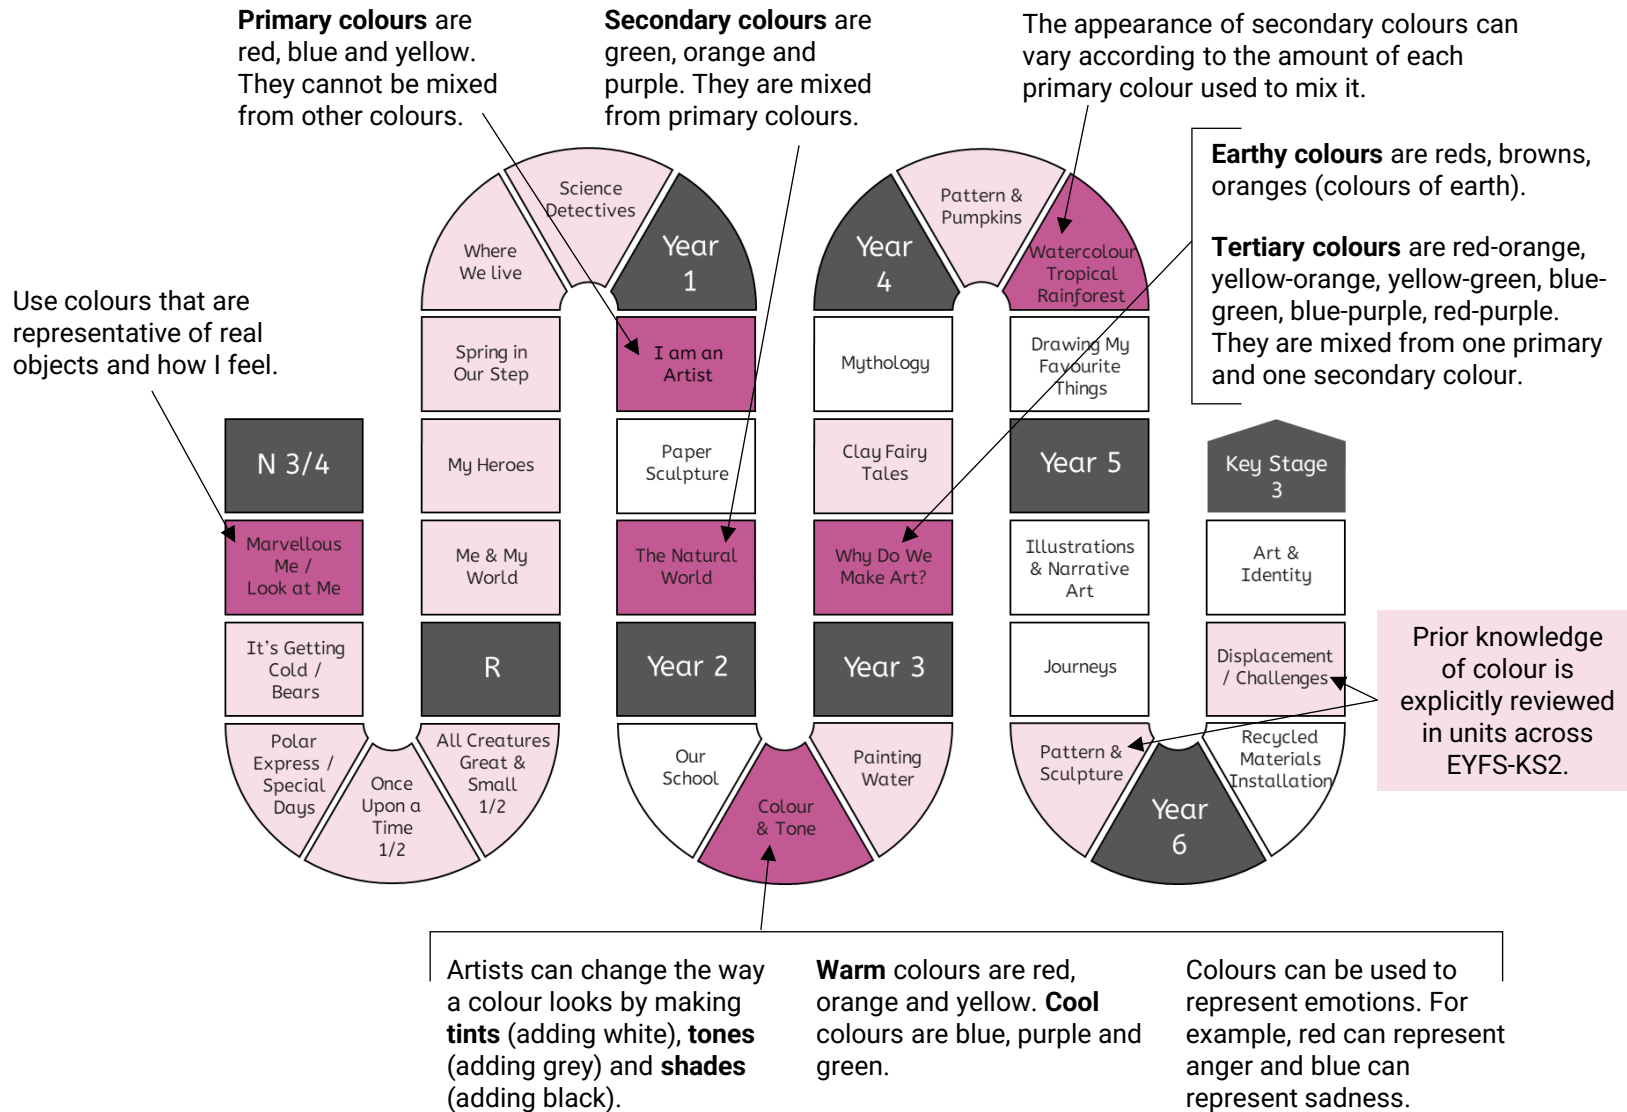 Primary colours are
red, blue and yellow.
They cannot be mixed
from other colours.
Secondary colours are
green, orange and
purple. They are mixed
from primary colours.
The appearance of secondary colours can
vary according to the amount of each
primary colour used to mix it.
Earthy colours are reds, browns,
oranges (colours of earth).
Tertiary colours are red-orange,
yellow-orange, yellow-green, blue-
green, blue-purple, red-purple.
They are mixed from one primary
and one secondary colour.
Use colours that are
representative of real
objects and how I feel.
N 3/4
Marvellous
Me /
Look at Me
It's Getting
Cold /
Bears
Polar
Express /
Special
Days
Once
Upon a
Time
1/2
All Creatures
Great &
Small
1/2
R
Me & My
World
My Heroes
Spring in
Our Step
Where
We live
Science
Detectives
Year
1
I am an
Artist
Paper
Sculpture
The Natural
World
Year 2
Our
School
Colour
& Tone
Painting
Water
Year 3
Why Do We
Make Art?
Clay Fairy
Tales
Mythology
Year
4
Pattern &
Pumpkins
Watercolour
Tropical
Rainforest
Drawing My
Favourite
Things
Year 5
Illustrations
& Narrative
Art
Journeys
Pattern &
Sculpture
Year
6
Recycled
Materials
Installation
Displacement
/ Challenges
Art &
Identity
Key Stage
3
Prior knowledge
of colour is
explicitly reviewed
in units across
EYFS-KS2.
Artists can change the way
a colour looks by making
tints (adding white), tones
(adding grey) and shades
(adding black).
Warm colours are red,
orange and yellow. Cool
colours are blue, purple and
green.
Colours can be used to
represent emotions. For
example, red can represent
anger and blue can
represent sadness.